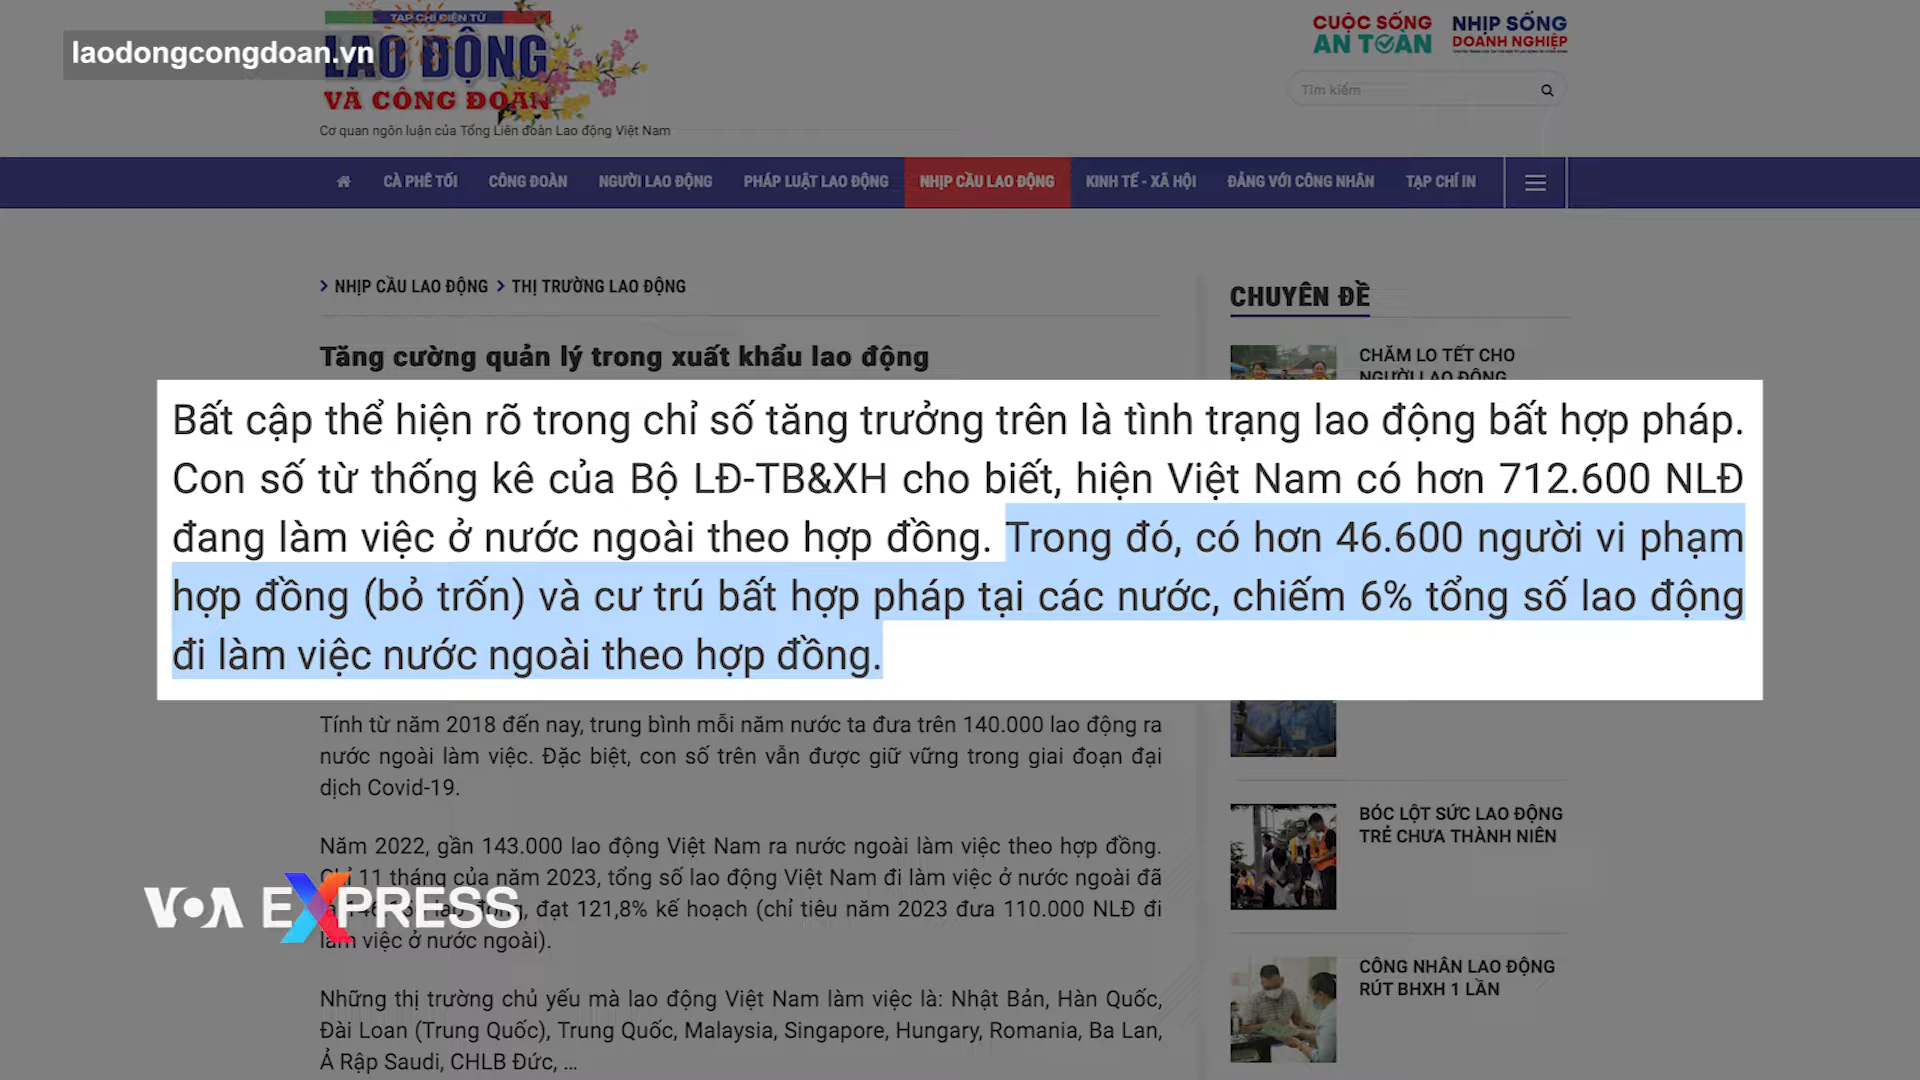 laodongcongdoan.vn
TẠP CHÍ ĐIỆN TỬ
LAO ĐỘNG
VÀ CÔNG ĐOÀN
Cơ quan ngôn luận của Tổng Liên đoàn Lao động Việt Nam
CUỘC SỐNG
AN TOÀN
NHỊP SỐNG
DOANH NGHIỆP
Tìm kiếm
CÀ PHÊ TỐI
CÔNG ĐOÀN
NGƯỜI LAO ĐỘNG
PHÁP LUẬT LAO ĐỘNG
NHỊP CẦU LAO ĐỘNG
KINH TẾ - XÃ HỘI
ĐẢNG VỚI CÔNG NHÂN
TẠP CHÍ IN
NHỊP CẦU LAO ĐỘNG
THỊ TRƯỜNG LAO ĐỘNG
Tăng cường quản lý trong xuất khẩu lao động
Bất cập thể hiện rõ trong chỉ số tăng trưởng trên là tình trạng lao động bất hợp pháp.
Con số từ thống kê của Bộ LĐ-TB&XH cho biết, hiện Việt Nam có hơn 712.600 NLĐ
đang làm việc ở nước ngoài theo hợp đồng. Trong đó, có hơn 46.600 người vi phạm
hợp đồng (bỏ trốn) và cư trú bất hợp pháp tại các nước, chiếm 6% tổng số lao động
đi làm việc nước ngoài theo hợp đồng.
Tính từ năm 2018 đến nay, trung bình mỗi năm nước ta đưa trên 140.000 lao động ra
nước ngoài làm việc. Đặc biệt, con số trên vẫn được giữ vững trong giai đoạn đại
dịch Covid-19.
Năm 2022, gần 143.000 lao động Việt Nam ra nước ngoài làm việc theo hợp đồng.
Chỉ 11 tháng của năm 2023, tổng số lao động Việt Nam đi làm việc ở nước ngoài đã
lao động, đạt 121,8% kế hoạch (chỉ tiêu năm 2023 đưa 110.000 NLĐ đi
làm việc ở nước ngoài).
Những thị trường chủ yếu mà lao động Việt Nam làm việc là: Nhật Bản, Hàn Quốc,
Đài Loan (Trung Quốc), Trung Quốc, Malaysia, Singapore, Hungary, Romania, Ba Lan,
Ả Rập Saudi, CHLB Đức, ...
VOA EXPRESS
CHUYÊN ĐỀ
CHĂM LO TẾT CHO
NGƯỜI LAO ĐỘNG
BÓC LỘT SỨC LAO ĐỘNG
TRẺ CHƯA THÀNH NIÊN
CÔNG NHÂN LAO ĐỘNG
RÚT BHXH 1 LẦN